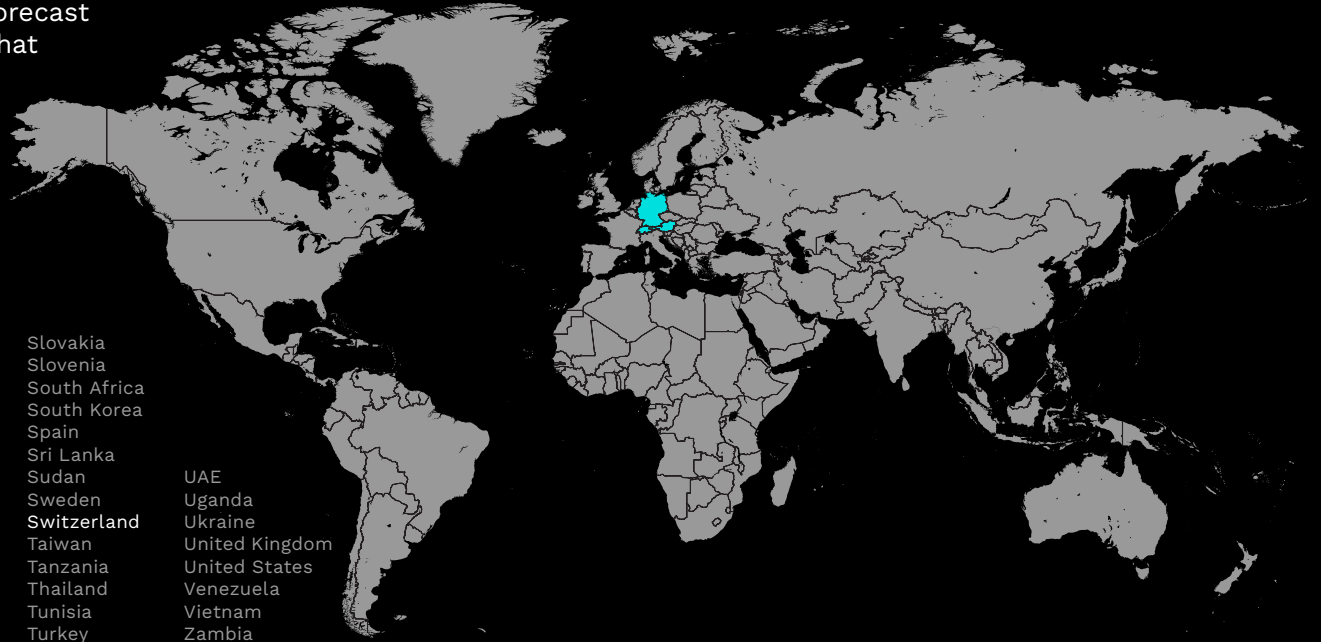 orecast
hat
Slovakia
Slovenia
South Africa
South Korea
Spain
Sri Lanka
Sudan
Sweden
Switzerland
Taiwan
Tanzania
Thailand
Tunisia
Turkey
UAE
Uganda
Ukraine
United Kingdom
United States
Venezuela
Vietnam
Zambia